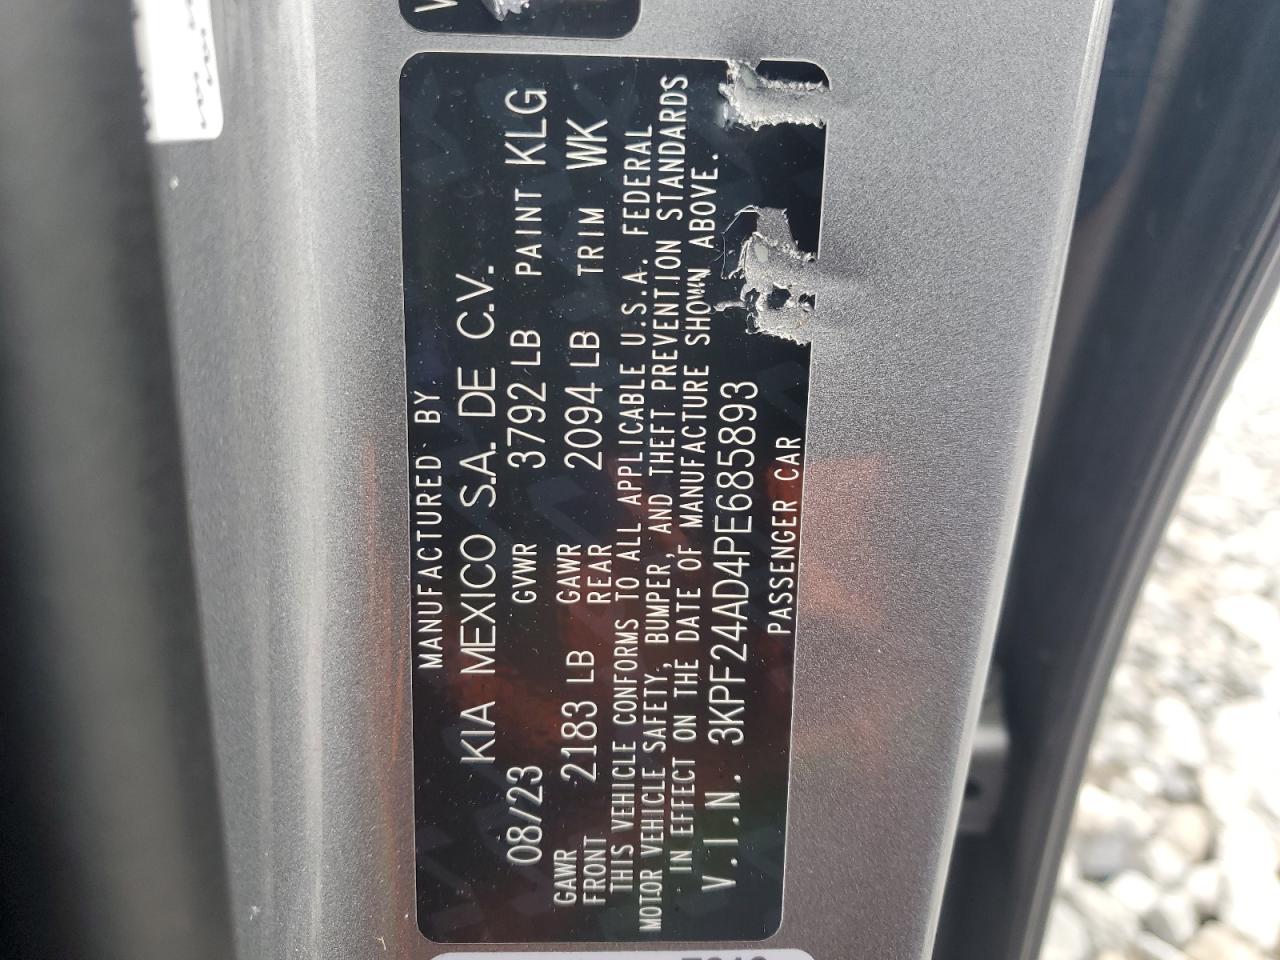 MANUFACTURED BY
KIA MEXICO S.A. DE C.V.
08/23 GVWR 3792 LB PAINT KLG
GAWR FRONT 2183 LB GAWR REAR 2094 LB TRIM WK
THIS VEHICLE CONFORMS TO ALL APPLICABLE U.S.A. FEDERAL
MOTOR VEHICLE SAFETY, BUMPER, AND THEFT PREVENTION STANDARDS
IN EFFECT ON THE DATE OF MANUFACTURE SHOWN ABOVE.
V.I.N. 3KPF24AD4PE685893
PASSENGER CAR